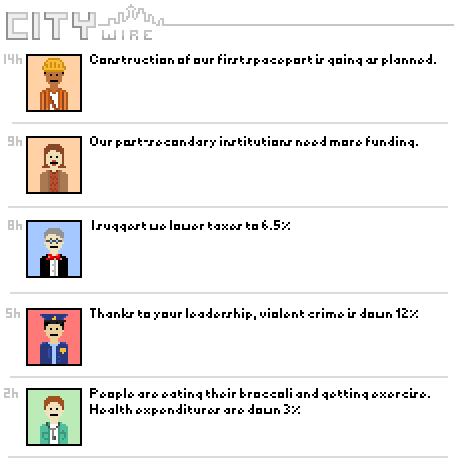 CITY WIRE
14h Construction of our first spaceport is going as planned.
9h Our post-secondary institutions need more funding.
8h I suggest we lower taxes to 6.5%
5h Thanks to your leadership, violent crime is down 12%
2h People are eating their broccoli and getting exercise.
Health expenditures are down 3%